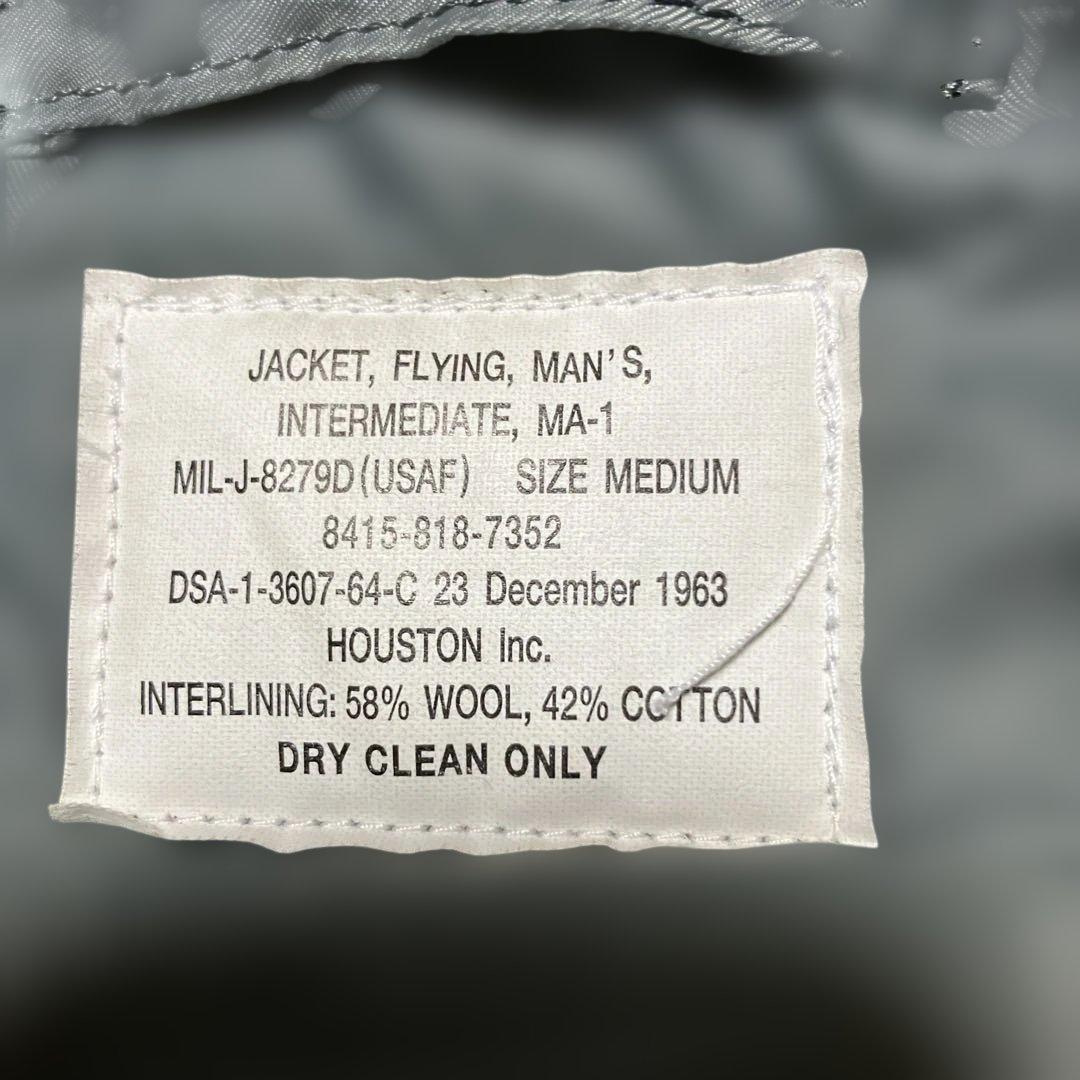 JACKET, FLYING, MAN'S,
INTERMEDIATE, MA-1
MIL-J-8279D(USAF) SIZE MEDIUM
8415-818-7352
DSA-1-3607-64-C 23 December 1963
HOUSTON Inc.
INTERLINING: 58% WOOL, 42% COTTON
DRY CLEAN ONLY